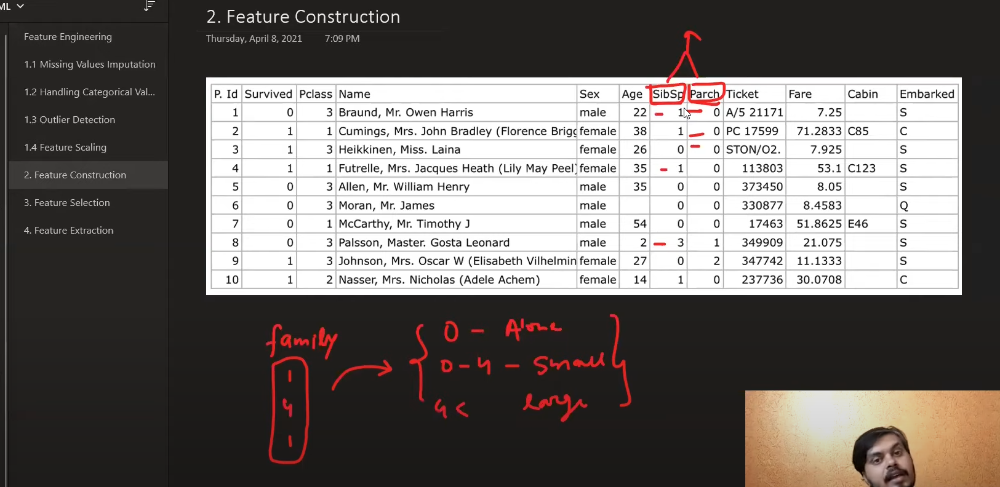 ML
Feature Engineering
1.1 Missing Values Imputation
1.2 Handling Categorical Val...
1.3 Outlier Detection
1.4 Feature Scaling
2. Feature Construction
3. Feature Selection
4. Feature Extraction
2. Feature Construction
Thursday, April 8, 2021 7:09 PM
P. Id Survived Pclass Name Sex Age SibSp Parch Ticket Fare Cabin Embarked
1 0 3 Braund, Mr. Owen Harris male 22 1 0 A/5 21171 7.25 S
2 1 1 Cumings, Mrs. John Bradley (Florence Brigg female 38 1 0 PC 17599 71.2833 C85 C
3 1 3 Heikkinen, Miss. Laina female 26 0 0 STON/O2. 7.925 S
4 1 1 Futrelle, Mrs. Jacques Heath (Lily May Peel) female 35 1 0 113803 53.1 C123 S
5 0 3 Allen, Mr. William Henry male 35 0 0 373450 8.05 S
6 0 3 Moran, Mr. James male 0 0 330877 8.4583 Q
7 0 1 McCarthy, Mr. Timothy J male 54 0 0 17463 51.8625 E46 S
8 0 3 Palsson, Master. Gosta Leonard male 2 3 1 349909 21.075 S
9 1 3 Johnson, Mrs. Oscar W (Elisabeth Vilhelmin female 27 0 2 347742 11.1333 S
10 1 2 Nasser, Mrs. Nicholas (Adele Achem) female 14 1 0 237736 30.0708 C
family
1
4
1
0 - Alone
0-4 - Small
4< large